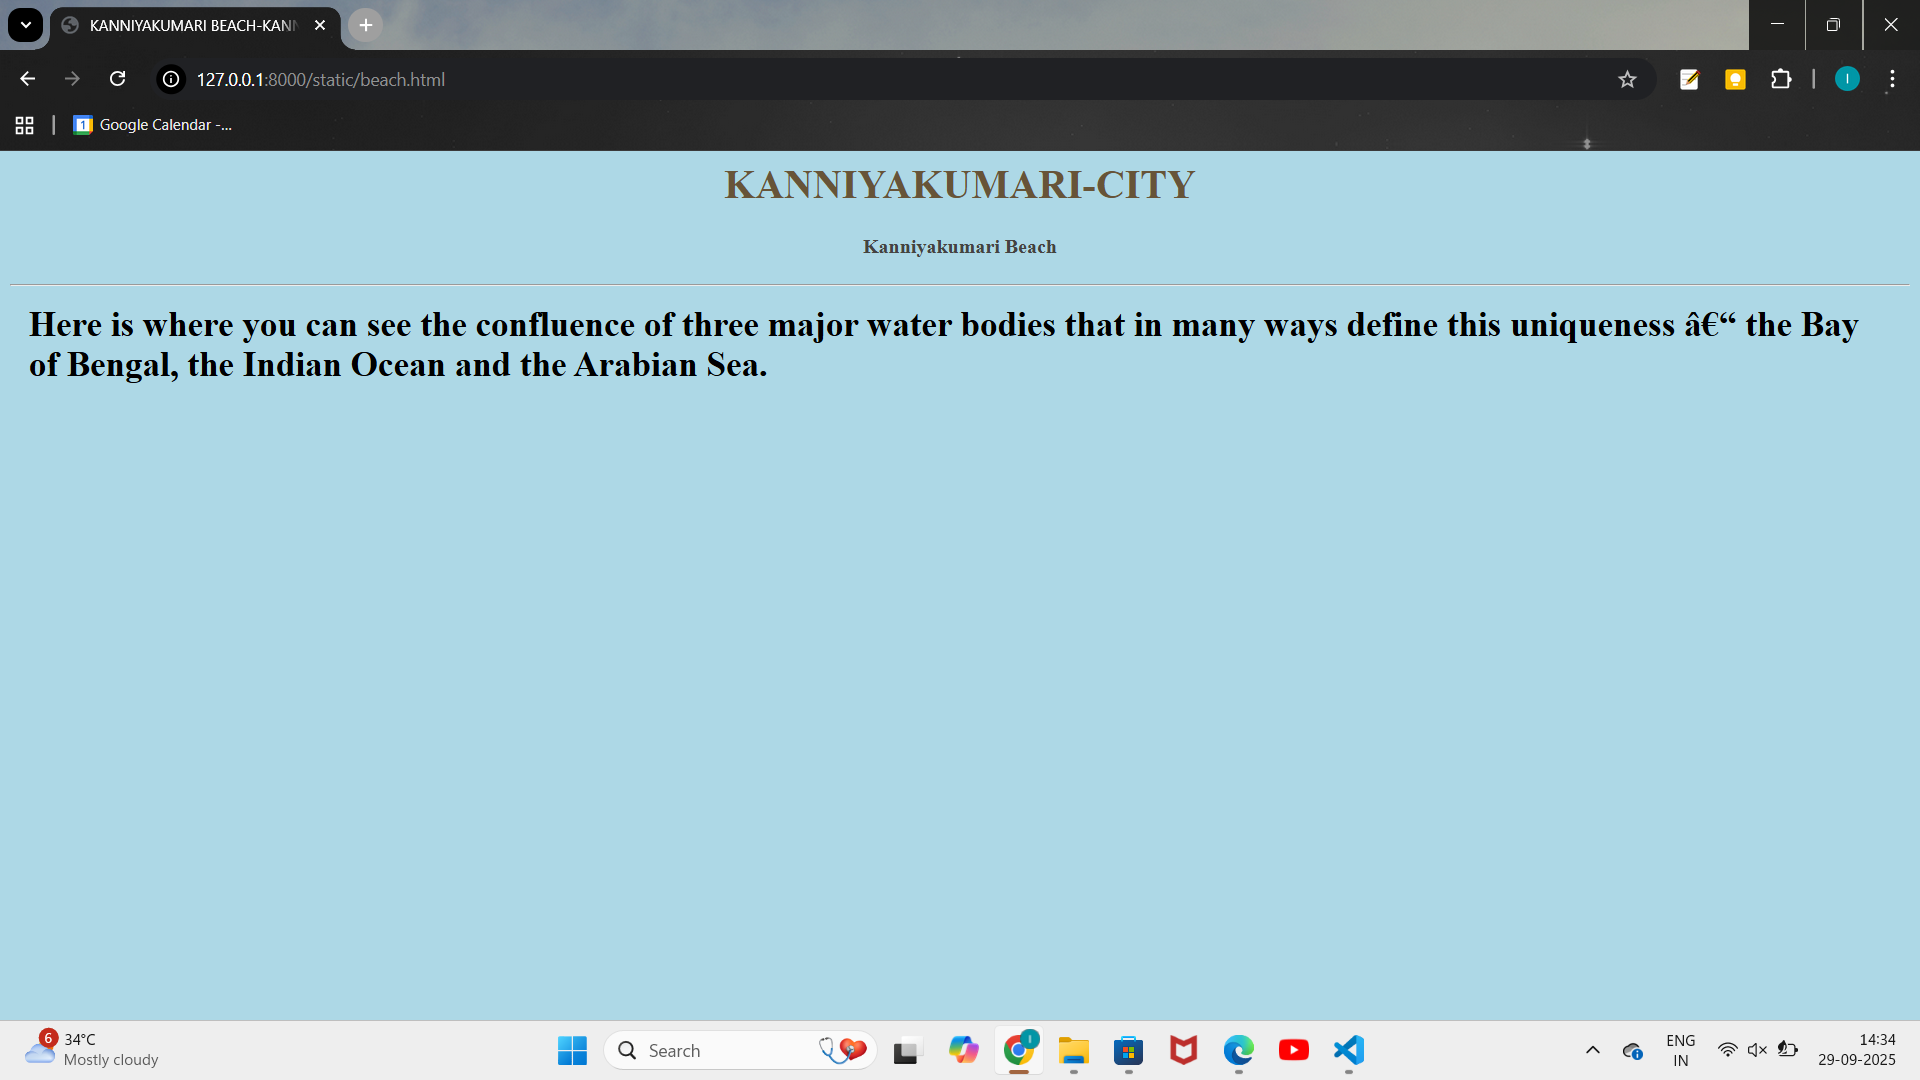 KANNIYAKUMARI BEACH-KAN
127.0.0.1:8000/static/beach.html
I
1 Google Calendar -...
KANNIYAKUMARI-CITY
Kanniyakumari Beach
Here is where you can see the confluence of three major water bodies that in many ways define this uniqueness â€“ the Bay
of Bengal, the Indian Ocean and the Arabian Sea.
6
34°C
Mostly cloudy
Search
I
ENG
IN
14:34
29-09-2025